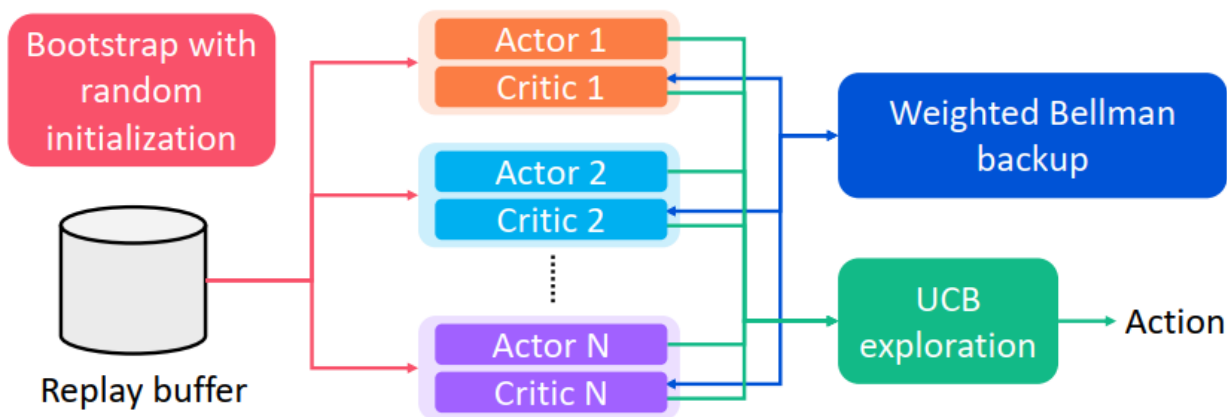 Bootstrap with
random
initialization
Replay buffer
Actor 1
Critic 1
Actor 2
Critic 2
Actor N
Critic N
Weighted Bellman
backup
UCB
exploration
Action